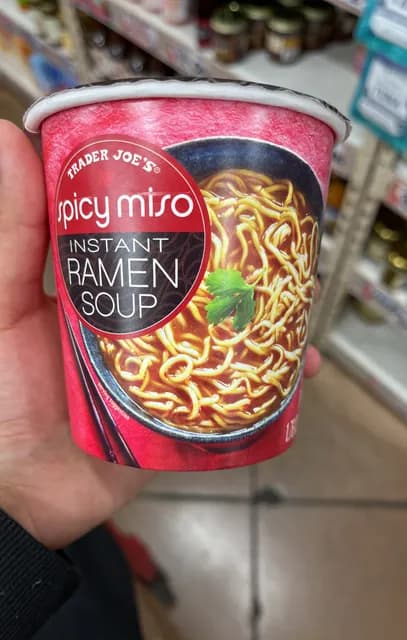 TRADER JOE'S®
spicy miso
INSTANT
RAMEN
SOUP